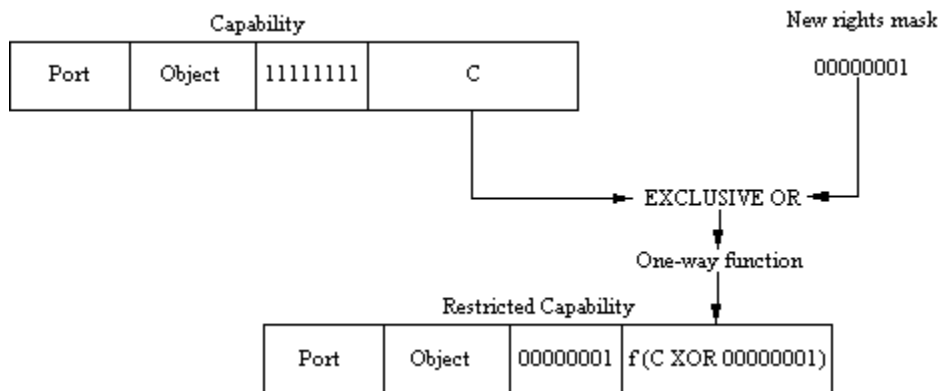 Capability
New rights mask
Port Object 11111111 C
00000001
EXCLUSIVE OR
One-way function
Restricted Capability
Port Object 00000001 f(C XOR 00000001)